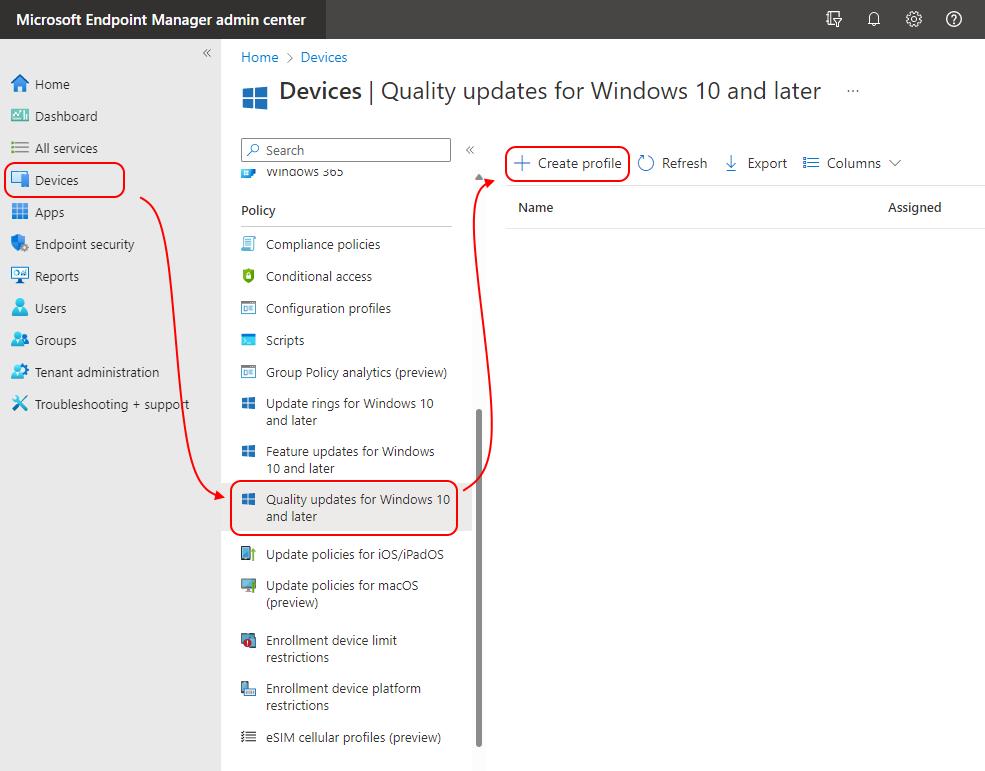 Microsoft Endpoint Manager admin center
«
Home
Dashboard
All services
Devices
Apps
Endpoint security
Reports
Users
Groups
Tenant administration
Troubleshooting + support
Home > Devices
Devices | Quality updates for Windows 10 and later ...
Search
«
Windows 365
Policy
Compliance policies
Conditional access
Configuration profiles
Scripts
Group Policy analytics (preview)
Update rings for Windows 10
and later
Feature updates for Windows
10 and later
Quality updates for Windows 10
and later
Update policies for iOS/iPadOS
Update policies for macOS
(preview)
Enrollment device limit
restrictions
Enrollment device platform
restrictions
eSIM cellular profiles (preview)
Create profile Refresh Export Columns
Name Assigned